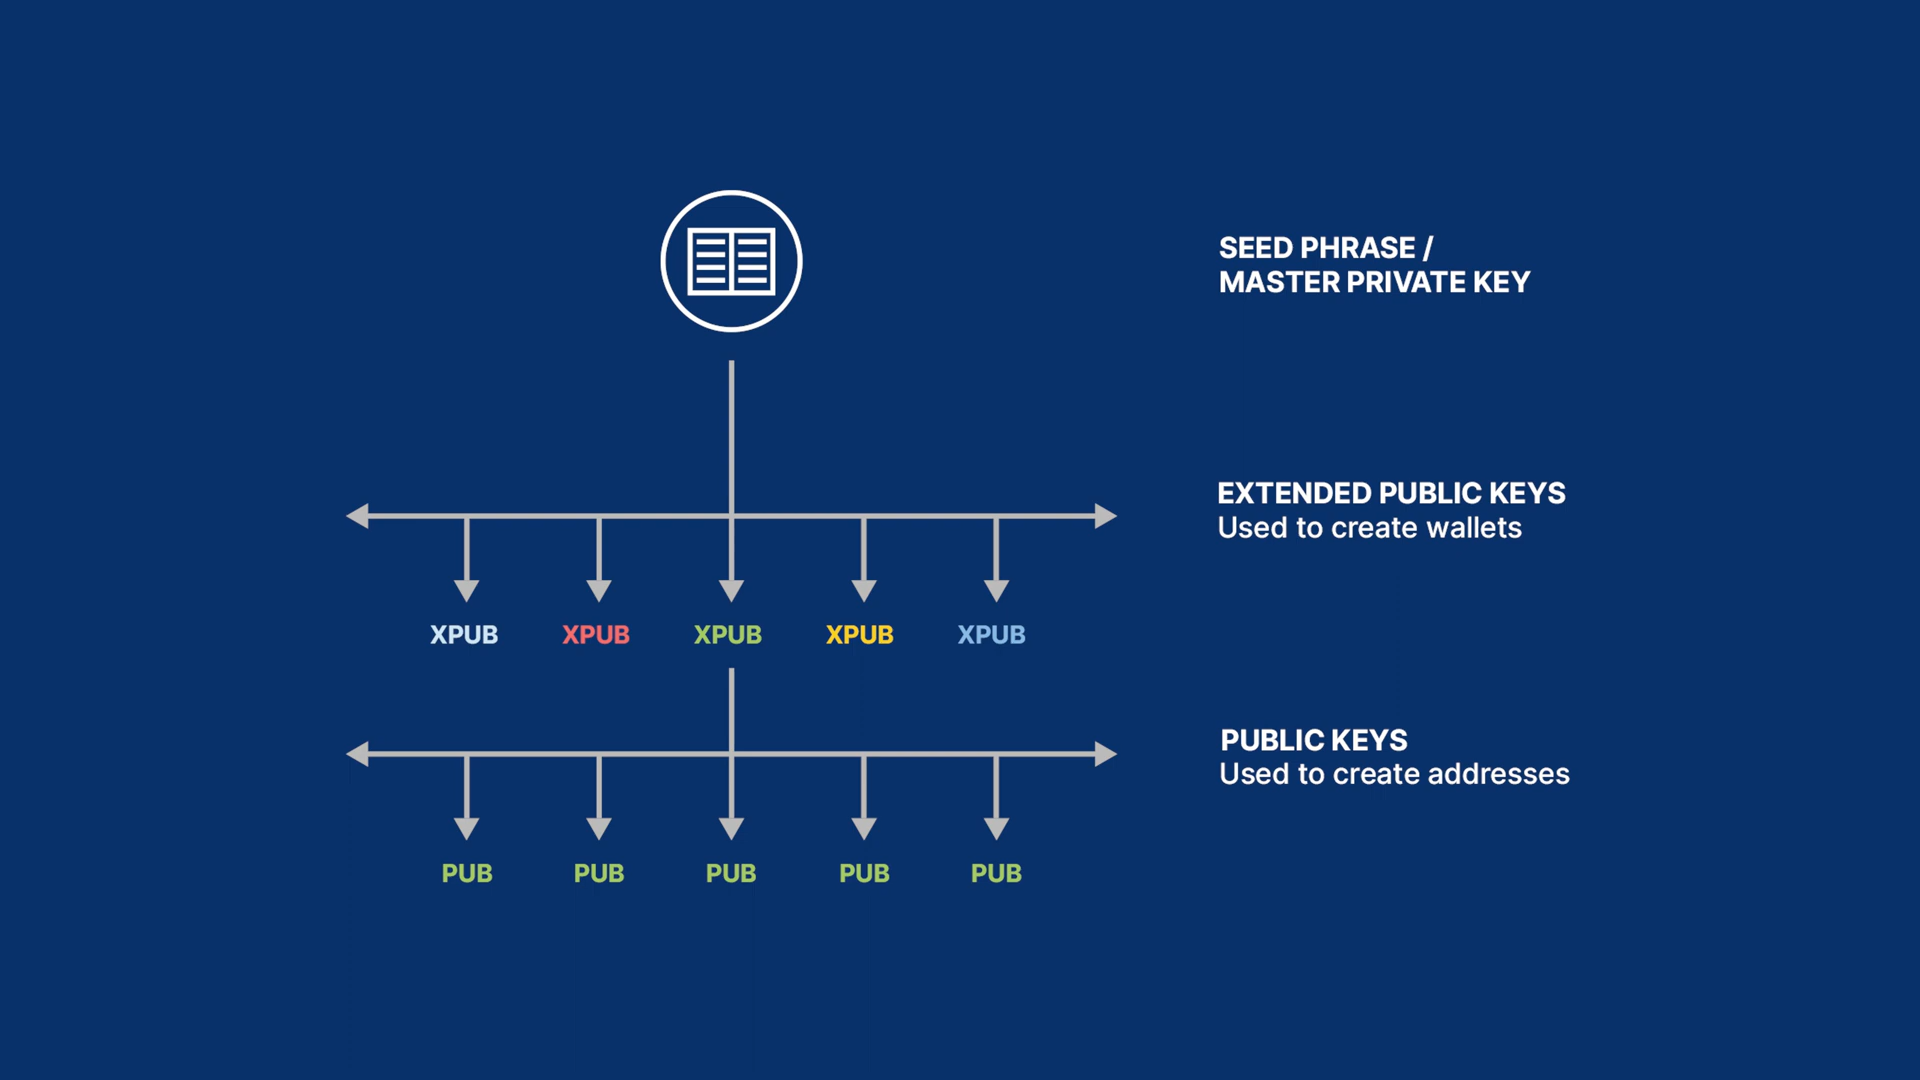 SEED PHRASE /
MASTER PRIVATE KEY
EXTENDED PUBLIC KEYS
Used to create wallets
XPUB XPUB XPUB XPUB XPUB
PUBLIC KEYS
Used to create addresses
PUB PUB PUB PUB PUB